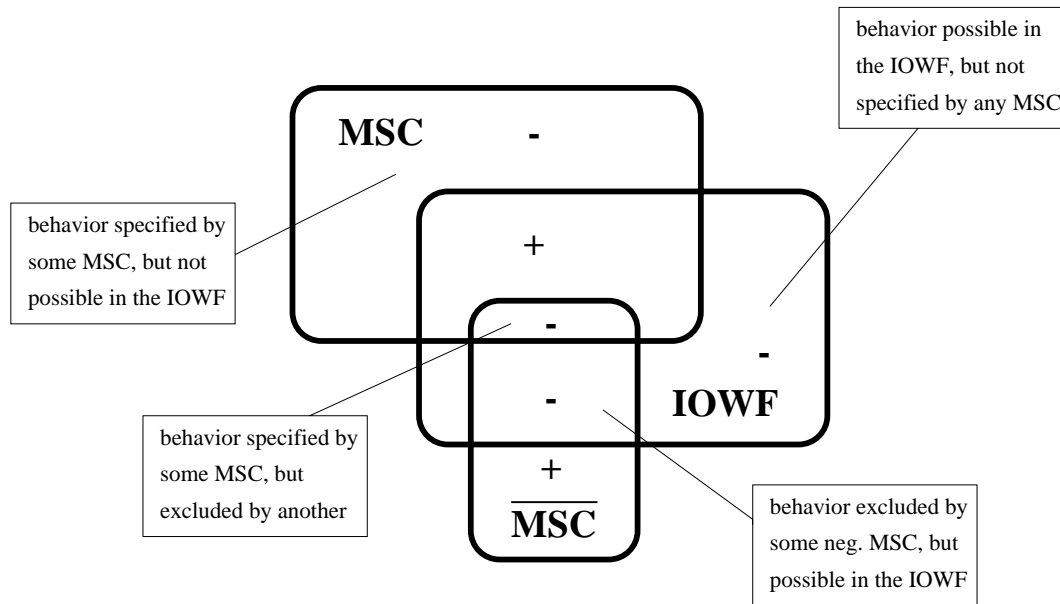 behavior possible in
the IOWF, but not
specified by any MSC
MSC
-
behavior specified by
some MSC, but not
possible in the IOWF
+
-
-
-
IOWF
behavior specified by
some MSC, but
excluded by another
+
MSC
behavior excluded by
some neg. MSC, but
possible in the IOWF